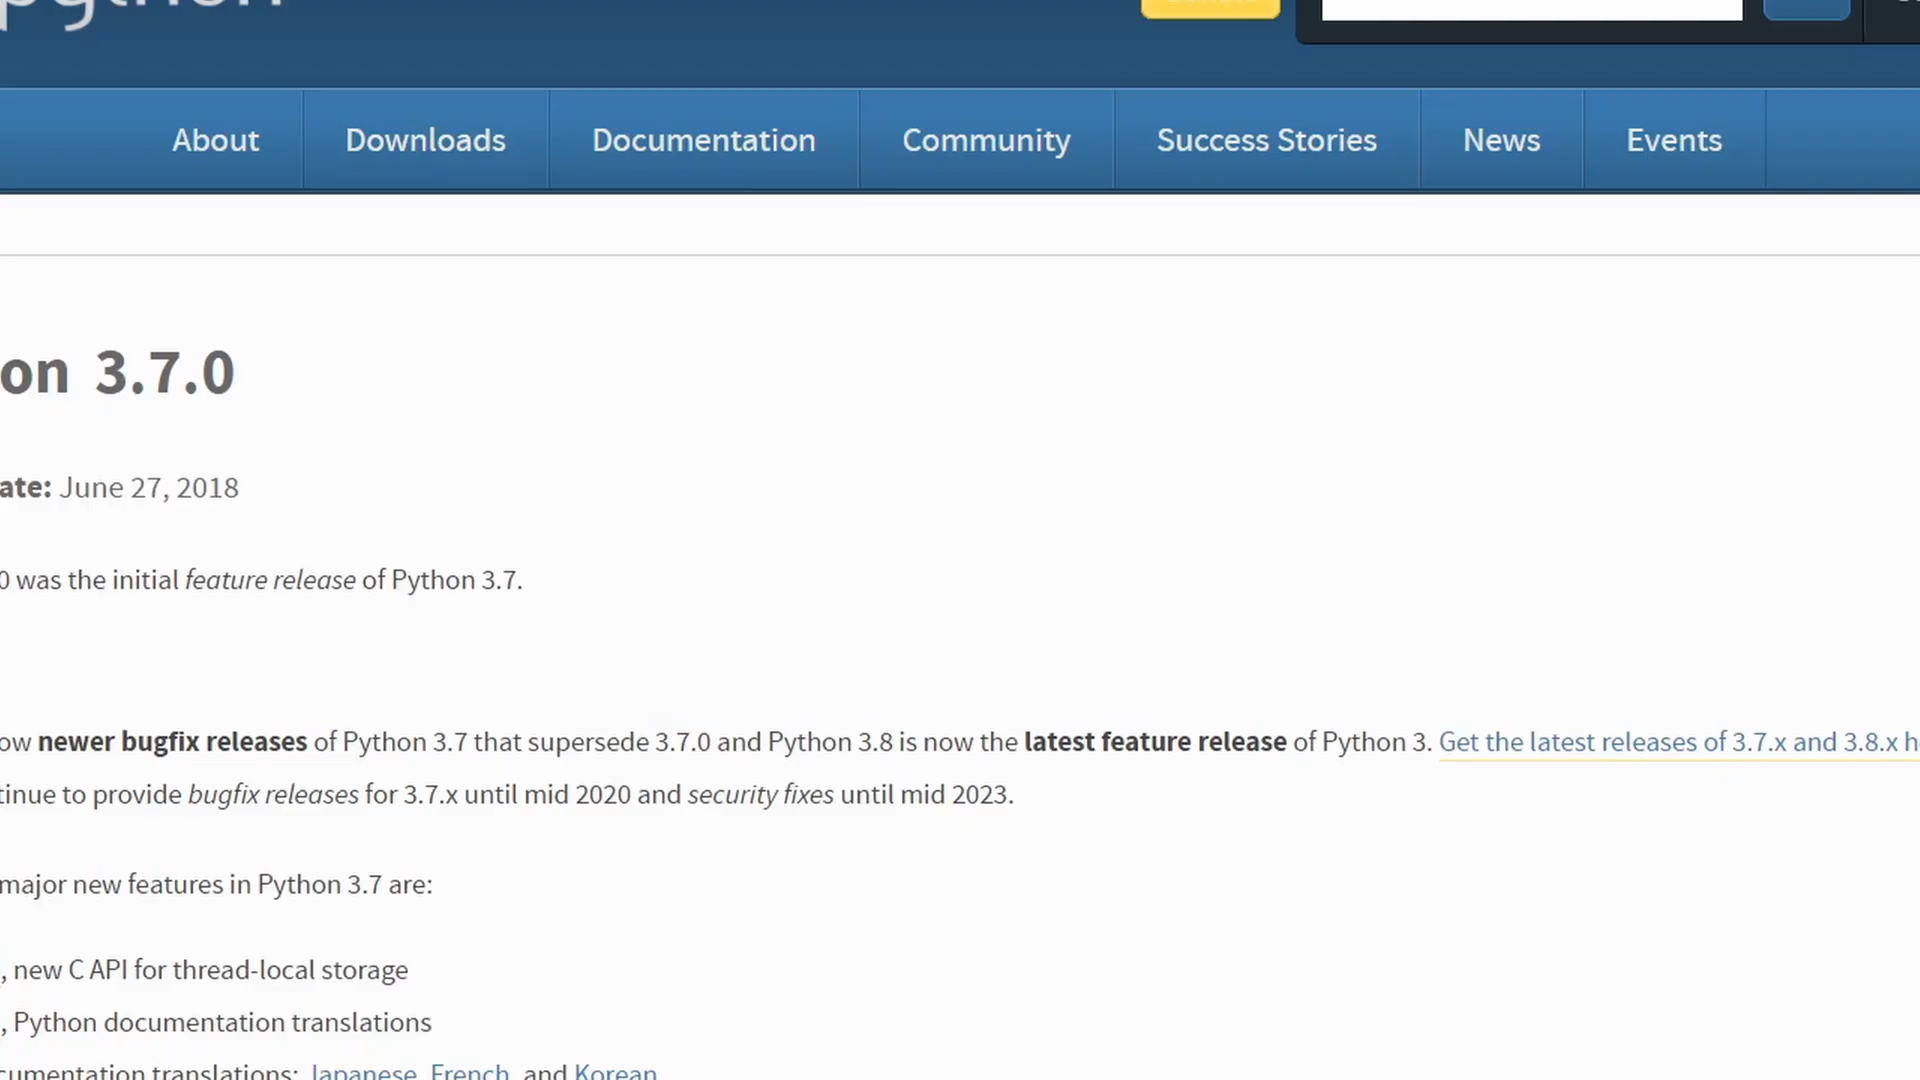 python
About Downloads Documentation Community Success Stories News Events
on 3.7.0
ate: June 27, 2018
0 was the initial feature release of Python 3.7.
ow newer bugfix releases of Python 3.7 that supersede 3.7.0 and Python 3.8 is now the latest feature release of Python 3. Get the latest releases of 3.7.x and 3.8.x h
tinue to provide bugfix releases for 3.7.x until mid 2020 and security fixes until mid 2023.
major new features in Python 3.7 are:
, new C API for thread-local storage
, Python documentation translations
cumentation translations: Japanese, French, and Korean